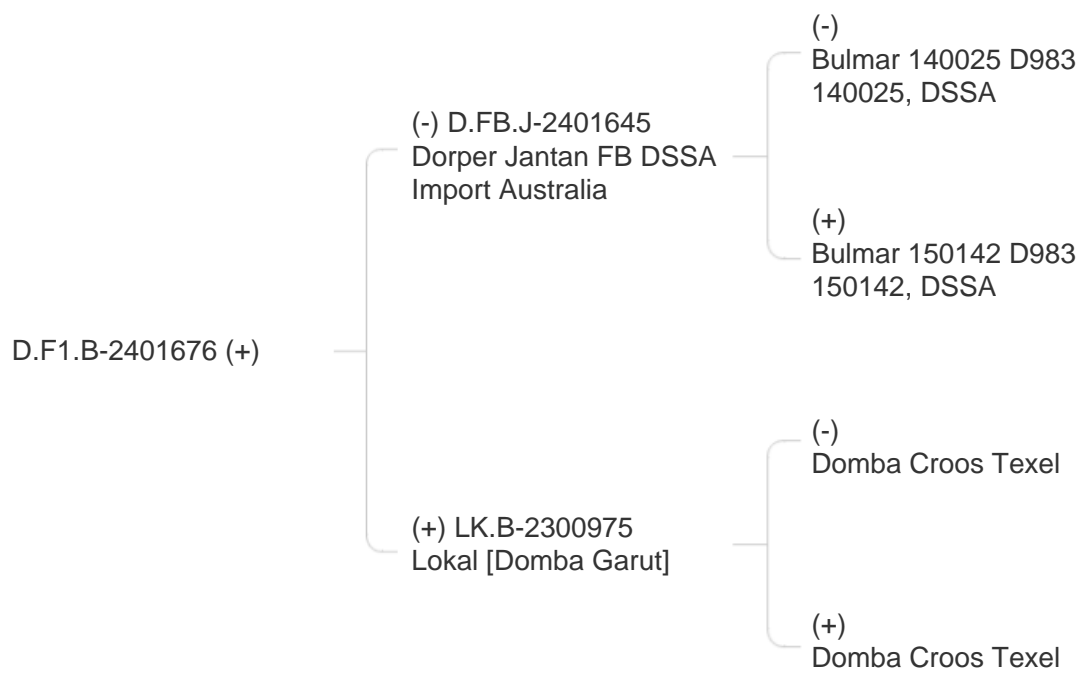 D.F1.B-2401676 (+)
(-) D.FB.J-2401645
Dorper Jantan FB DSSA
Import Australia
(+) LK.B-2300975
Lokal [Domba Garut]
(-)
Bulmar 140025 D983
140025, DSSA
(+)
Bulmar 150142 D983
150142, DSSA
(-)
Domba Croos Texel
(+)
Domba Croos Texel